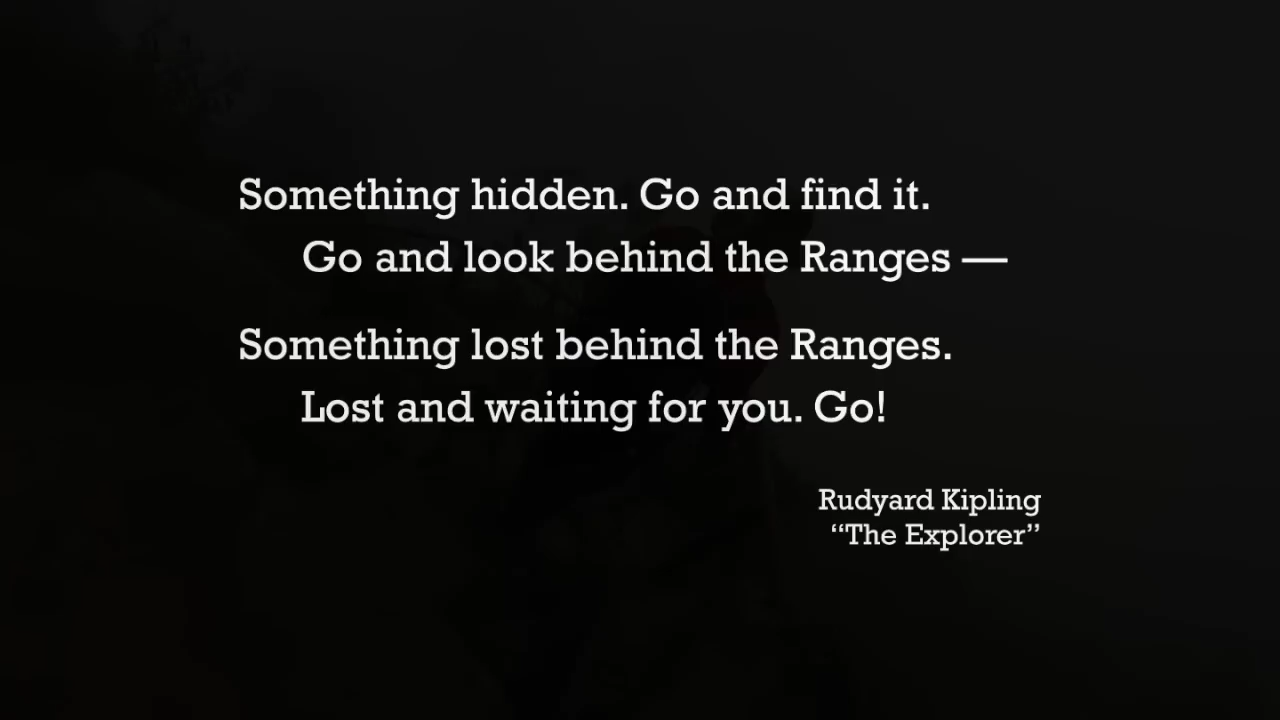 Something hidden. Go and find it.
Go and look behind the Ranges —
Something lost behind the Ranges.
Lost and waiting for you. Go!
Rudyard Kipling
“The Explorer”